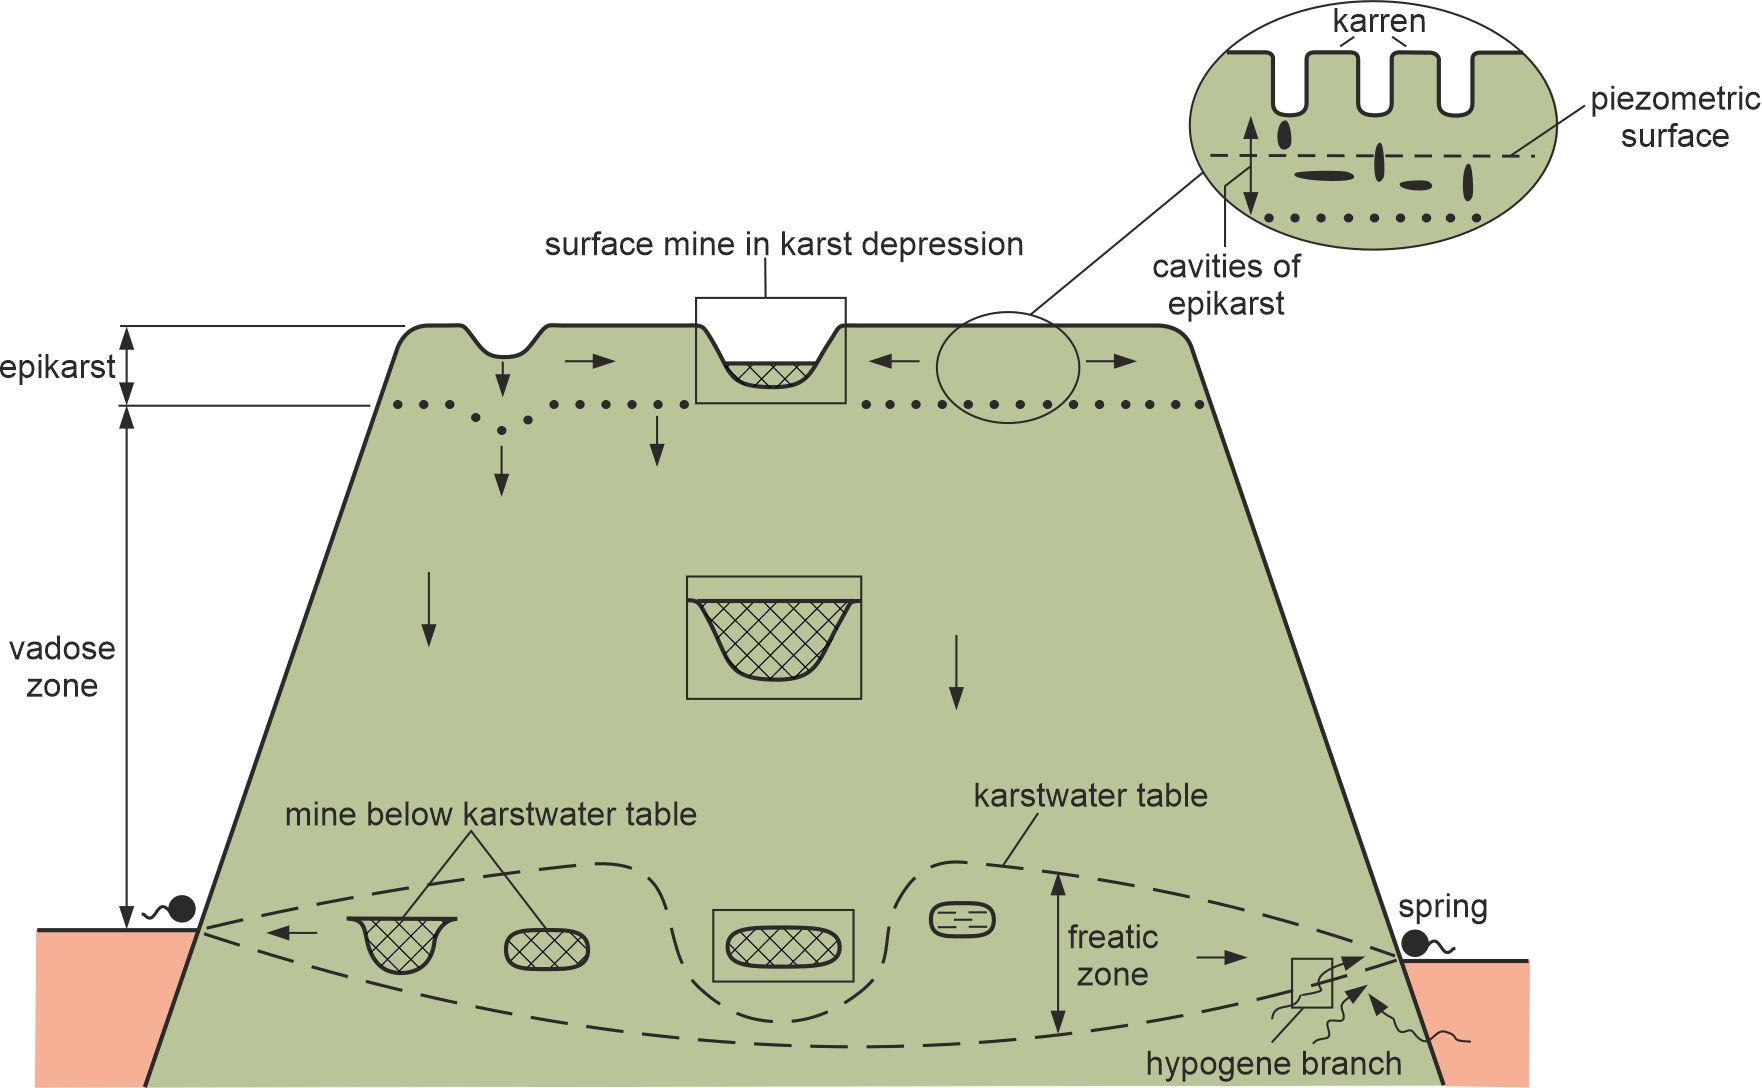 karren
piezometric
surface
surface mine in karst depression
cavities of
epikarst
epikarst
vadose
zone
mine below karstwater table
karstwater table
spring
freatic
zone
hypogene branch